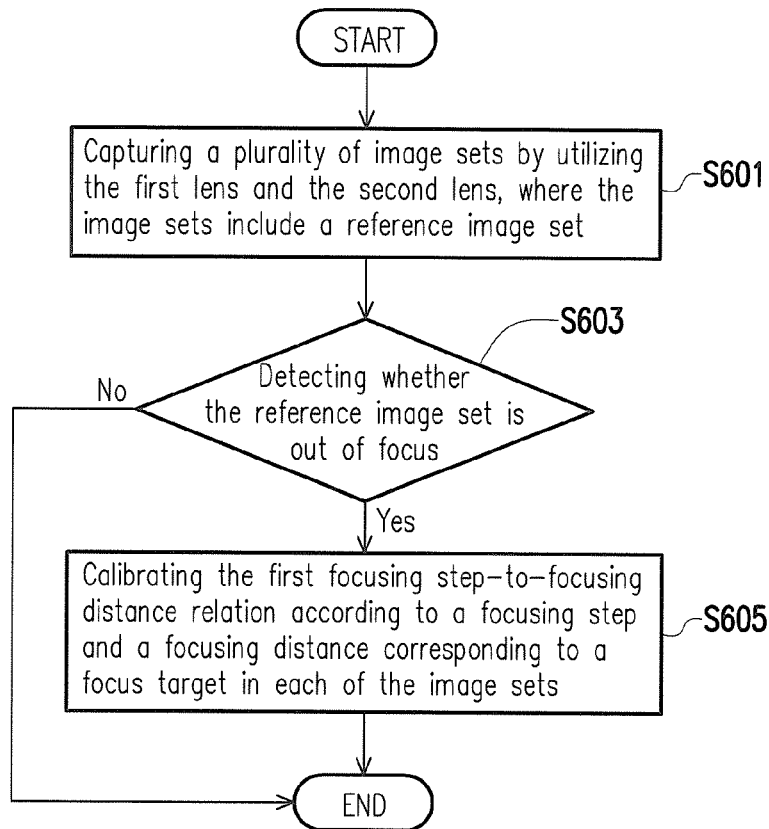 START
Capturing a plurality of image sets by utilizing
the first lens and the second lens, where the
image sets include a reference image set
S601
S603
Detecting whether
the reference image set is
out of focus
No
Yes
Calibrating the first focusing step-to-focusing
distance relation according to a focusing step
and a focusing distance corresponding to a
focus target in each of the image sets
S605
END